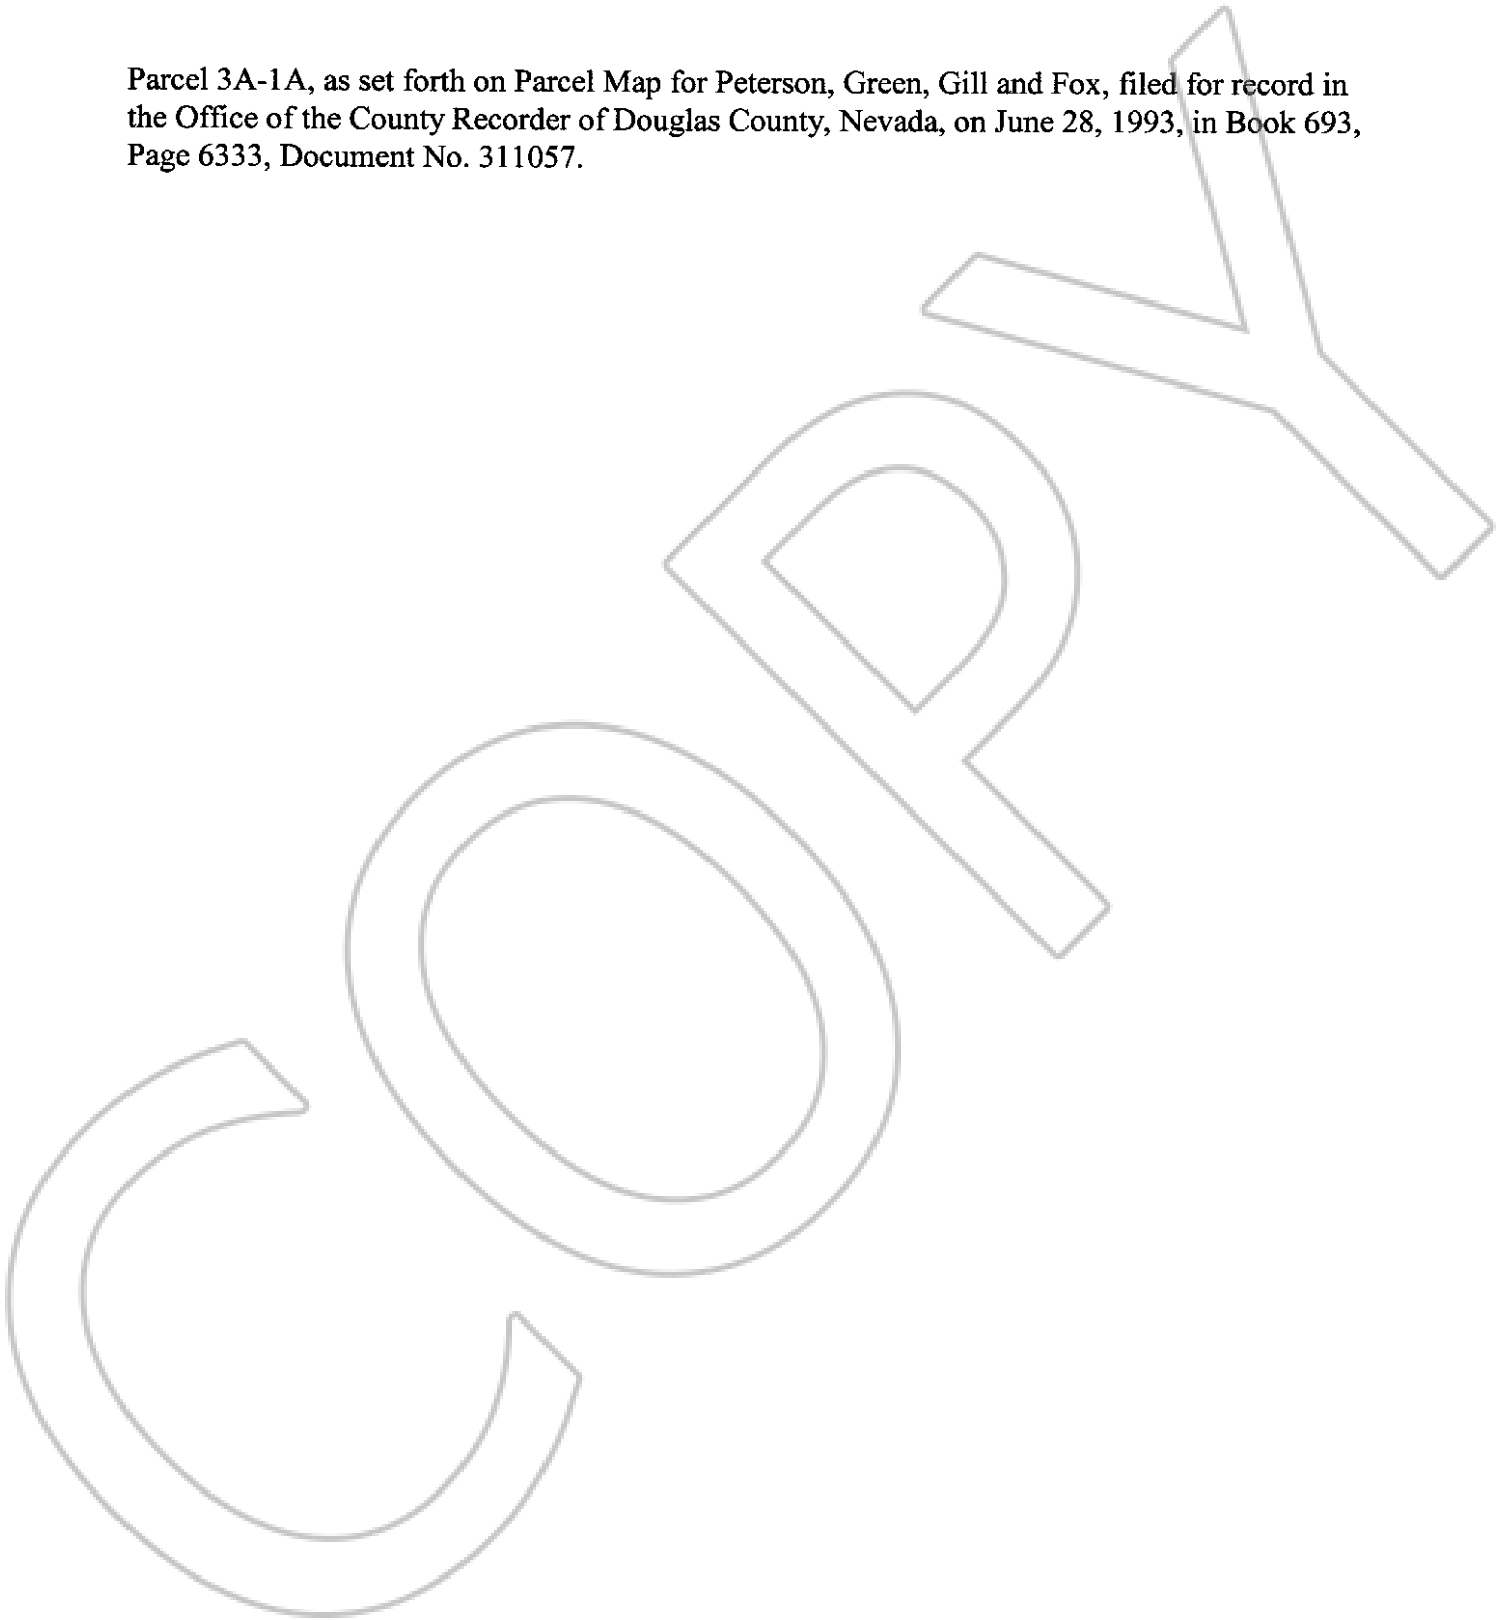 Parcel 3A-1A, as set forth on Parcel Map for Peterson, Green, Gill and Fox, filed for record in
the Office of the County Recorder of Douglas County, Nevada, on June 28, 1993, in Book 693,
Page 6333, Document No. 311057.
COPY